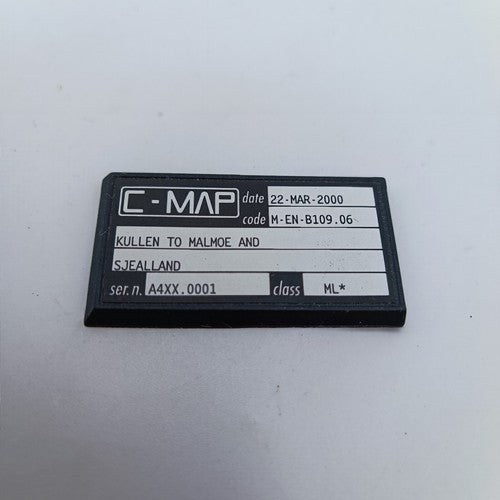 C-MAP date 22-MAR-2000
code M-EN-B109.06
KULLEN TO MALMOE AND
SJEALLAND
ser.n. A4XX.0001 class ML*